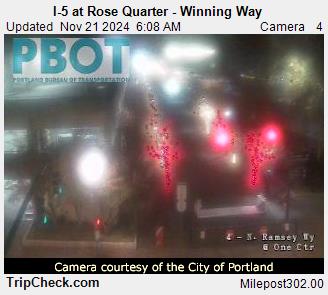 I-5 at Rose Quarter - Winning Way
Updated Nov 21 2024 6:08 AM Camera 4
PBOT
PORTLAND BUREAU OF TRANSPORTATION
4 - N. Ramsey Wy
@ One Ctr
Camera courtesy of the City of Portland
TripCheck.com Milepost302.00